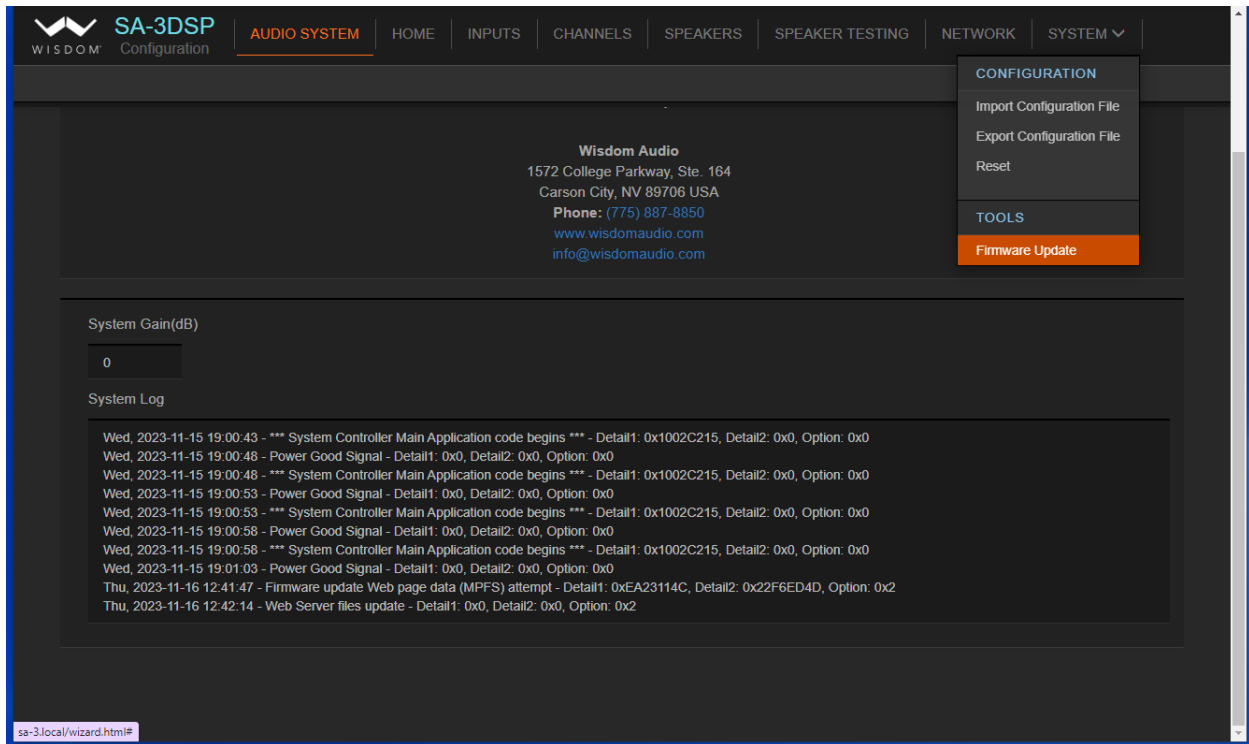 SA-3DSP
WISDOM Configuration
AUDIO SYSTEM
HOME
INPUTS
CHANNELS
SPEAKERS
SPEAKER TESTING
NETWORK
SYSTEM
CONFIGURATION
Import Configuration File
Export Configuration File
Reset
TOOLS
Firmware Update
Wisdom Audio
1572 College Parkway, Ste. 164
Carson City, NV 89706 USA
Phone: (775) 887-8850
www.wisdomaudio.com
info@wisdomaudio.com
System Gain(dB)
0
System Log
Wed, 2023-11-15 19:00:43 - *** System Controller Main Application code begins *** - Detail1: 0x1002C215, Detail2: 0x0, Option: 0x0
Wed, 2023-11-15 19:00:48 - Power Good Signal - Detail1: 0x0, Detail2: 0x0, Option: 0x0
Wed, 2023-11-15 19:00:48 - *** System Controller Main Application code begins *** - Detail1: 0x1002C215, Detail2: 0x0, Option: 0x0
Wed, 2023-11-15 19:00:53 - Power Good Signal - Detail1: 0x0, Detail2: 0x0, Option: 0x0
Wed, 2023-11-15 19:00:53 - *** System Controller Main Application code begins *** - Detail1: 0x1002C215, Detail2: 0x0, Option: 0x0
Wed, 2023-11-15 19:00:58 - Power Good Signal - Detail1: 0x0, Detail2: 0x0, Option: 0x0
Wed, 2023-11-15 19:00:58 - *** System Controller Main Application code begins *** - Detail1: 0x1002C215, Detail2: 0x0, Option: 0x0
Wed, 2023-11-15 19:01:03 - Power Good Signal - Detail1: 0x0, Detail2: 0x0, Option: 0x0
Thu, 2023-11-16 12:41:47 - Firmware update Web page data (MPFS) attempt - Detail1: 0xEA23114C, Detail2: 0x22F6ED4D, Option: 0x2
Thu, 2023-11-16 12:42:14 - Web Server files update - Detail1: 0x0, Detail2: 0x0, Option: 0x2
sa-3.local/wizard.html#